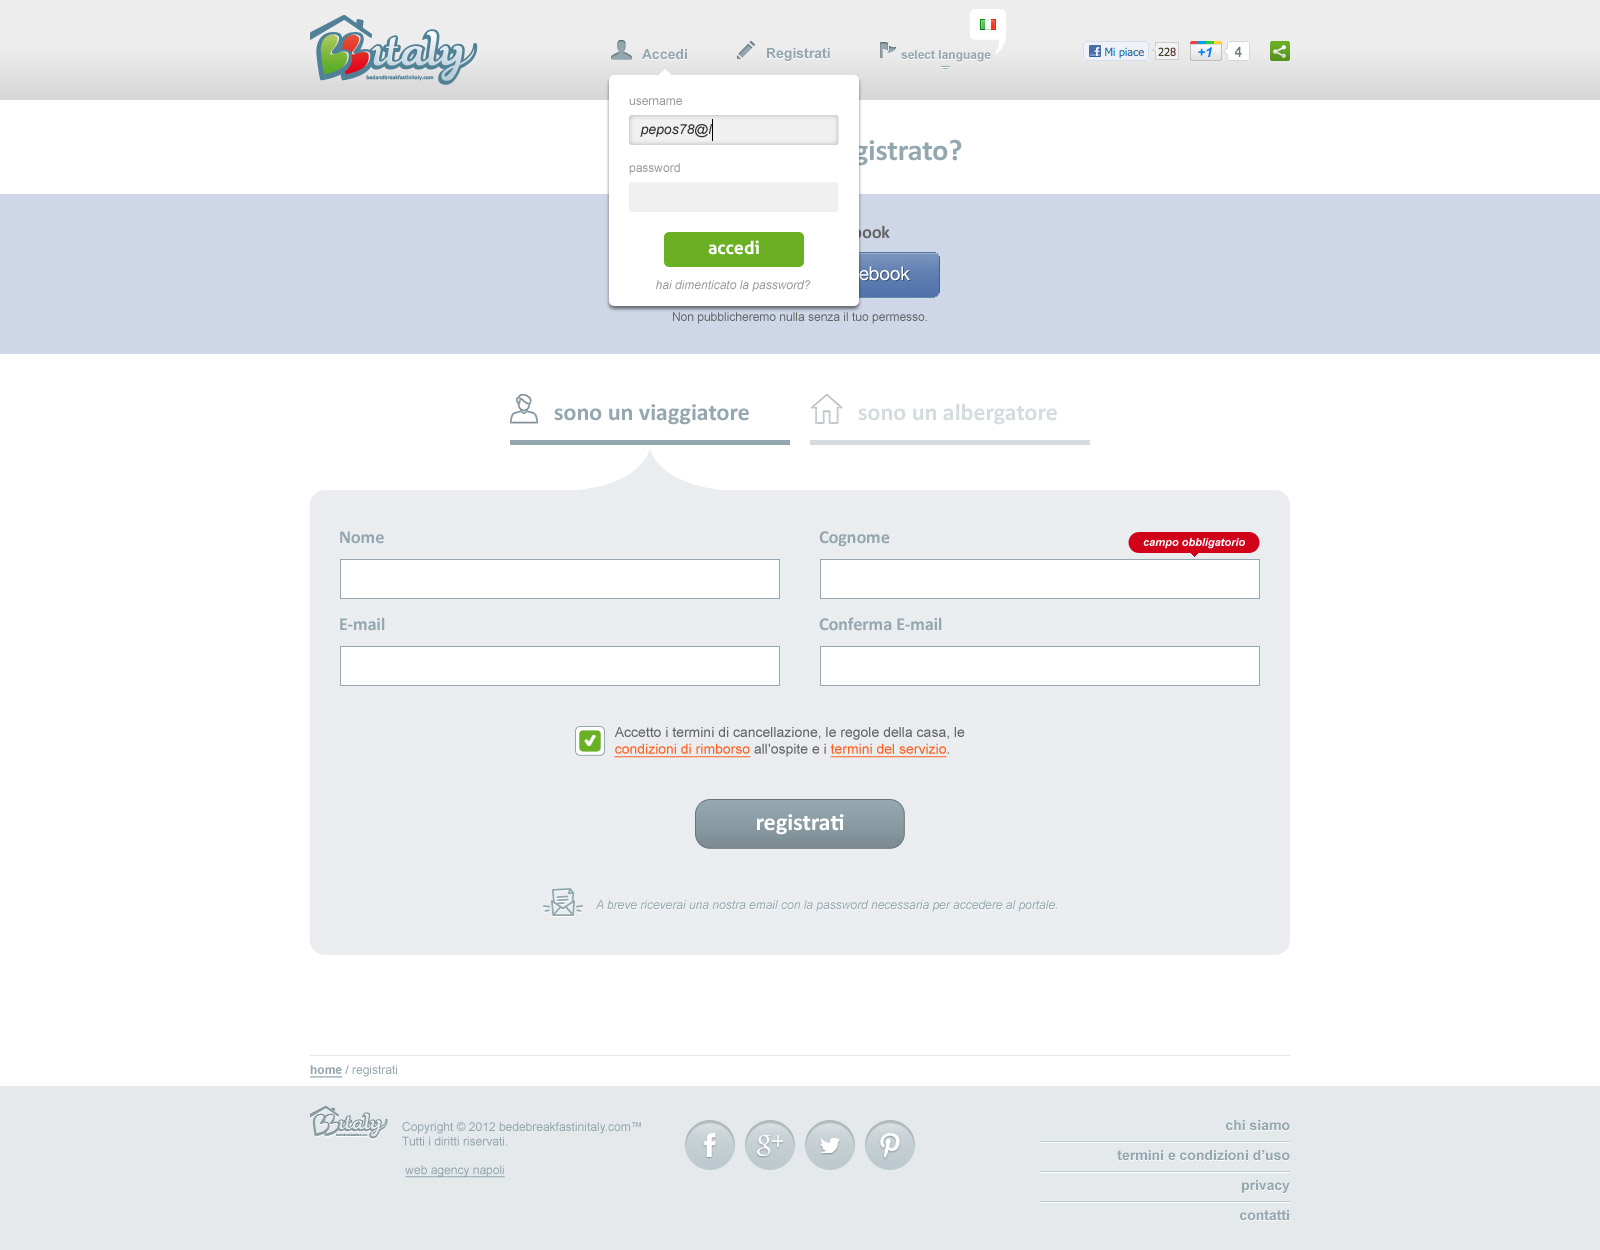 BBitaly
bedandbreakfastinitaly.com
Accedi
Registrati
select language
Mi piace
228
+1
4
username
pepos78@l
password
accedi
hai dimenticato la password?
gistrato?
book
ebook
Non pubblicheremo nulla senza il tuo permesso.
sono un viaggiatore
sono un albergatore
Nome
Cognome
campo obbligatorio
E-mail
Conferma E-mail
Accetto i termini di cancellazione, le regole della casa, le
condizioni di rimborso all'ospite e i termini del servizio.
registrati
A breve riceverai una nostra email con la password necessaria per accedere al portale.
home / registrati
BBitaly
Copyright © 2012 bedebreakfastinitaly.com™
Tutti i diritti riservati.
web agency napoli
f
g+
chi siamo
termini e condizioni d'uso
privacy
contatti